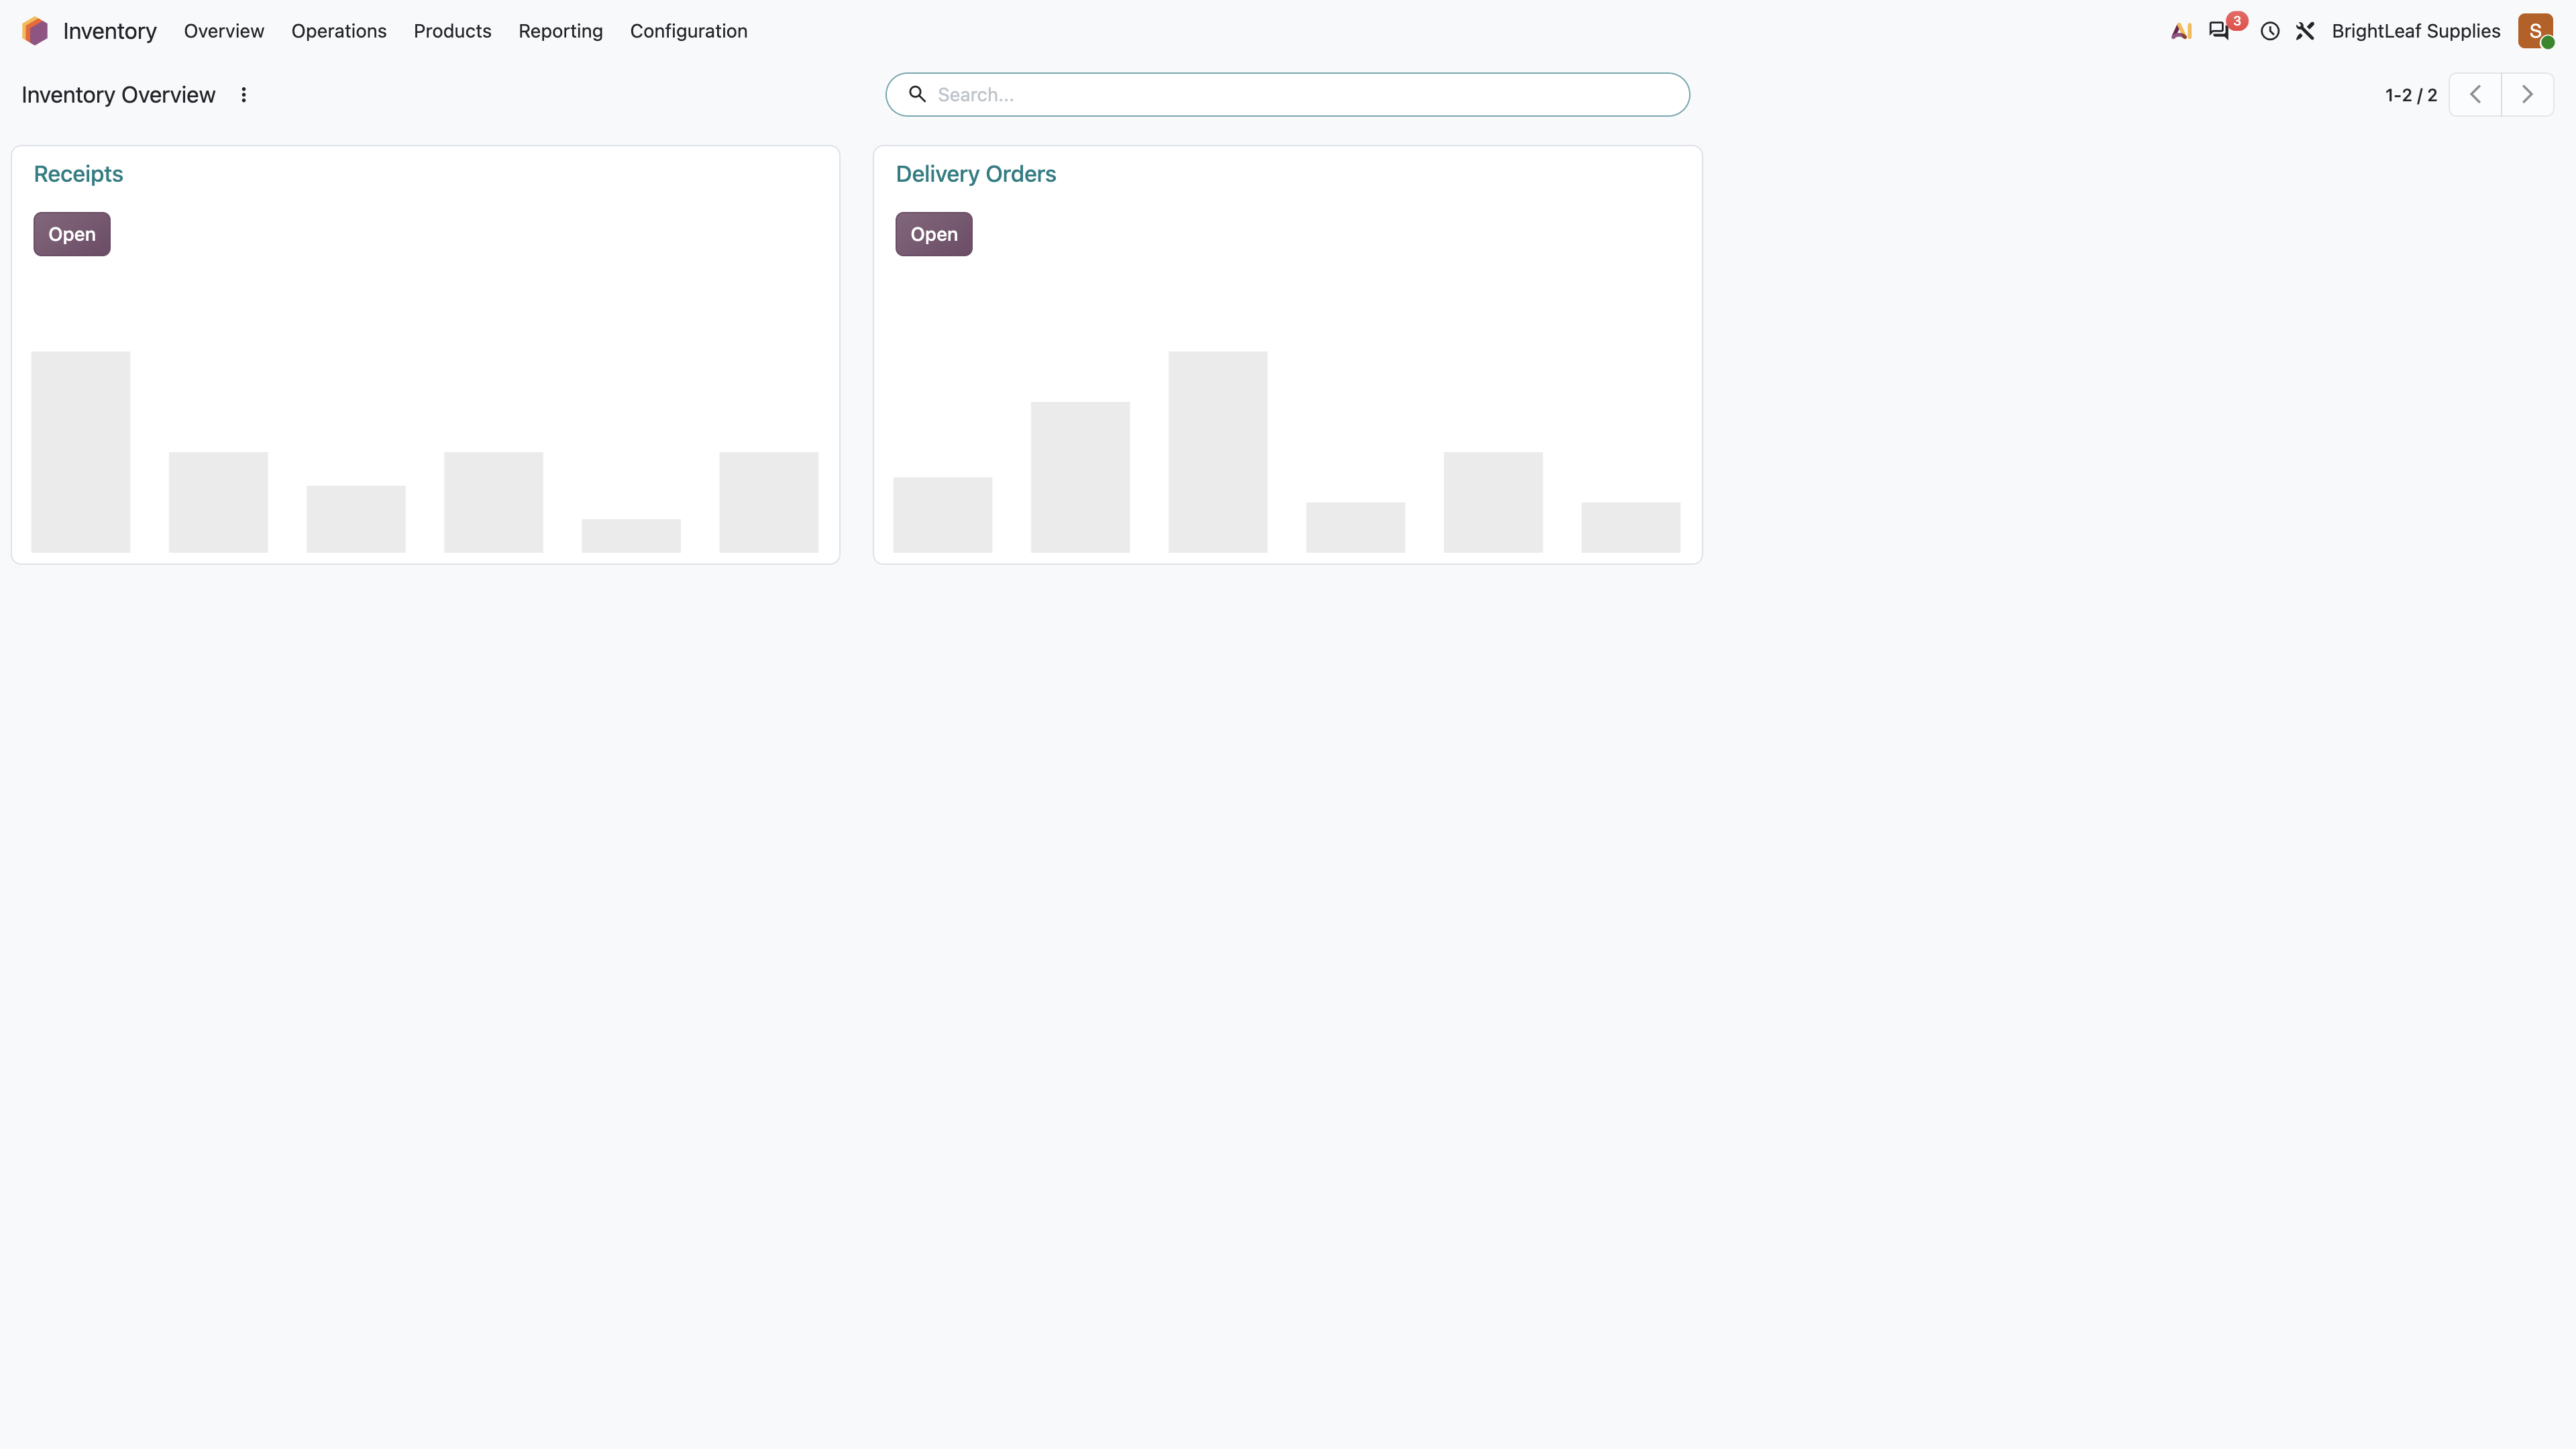 Inventory Overview Operations Products Reporting Configuration AI 3 BrightLeaf Supplies S
Inventory Overview Search... 1-2 / 2
Receipts
Open
Delivery Orders
Open